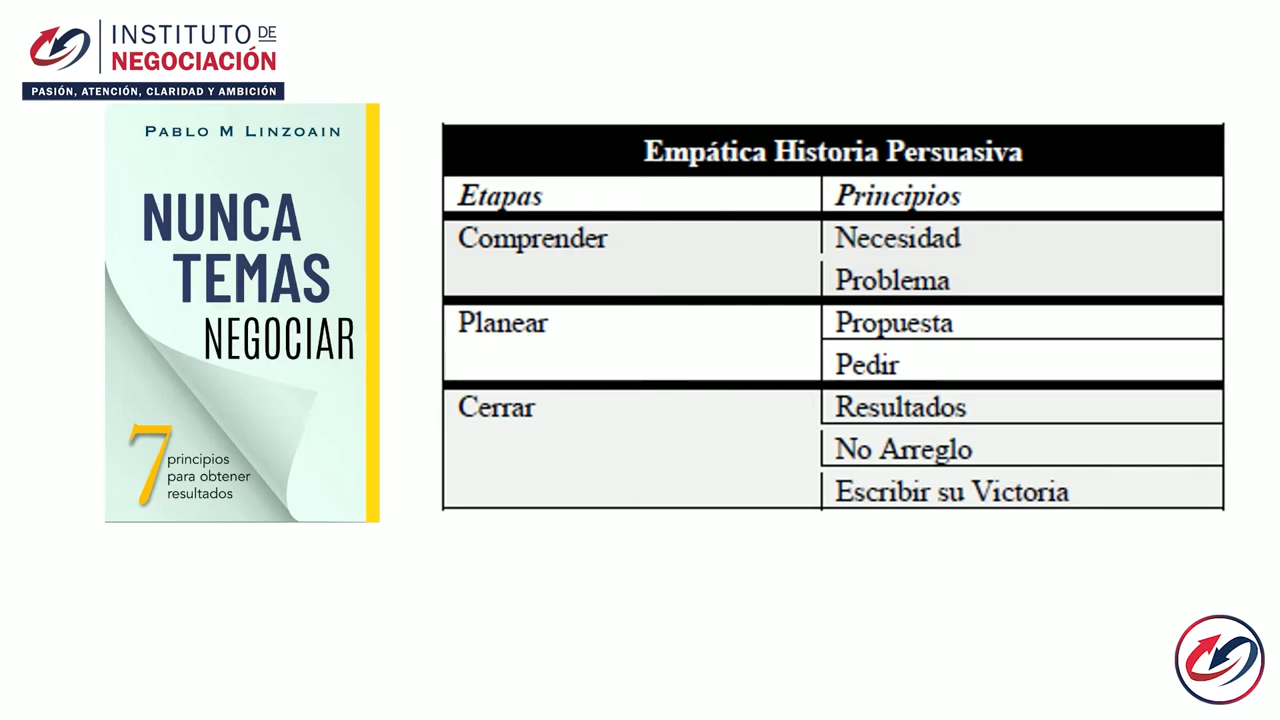 INSTITUTO DE
NEGOCIACIÓN
PASIÓN, ATENCIÓN, CLARIDAD Y AMBICIÓN
PABLO M LINZOAIN
NUNCA
TEMAS
NEGOCIAR
7 principios
para obtener
resultados
Empática Historia Persuasiva
Etapas Principios
Comprender Necesidad
Problema
Planear Propuesta
Pedir
Cerrar Resultados
No Arreglo
Escribir su Victoria